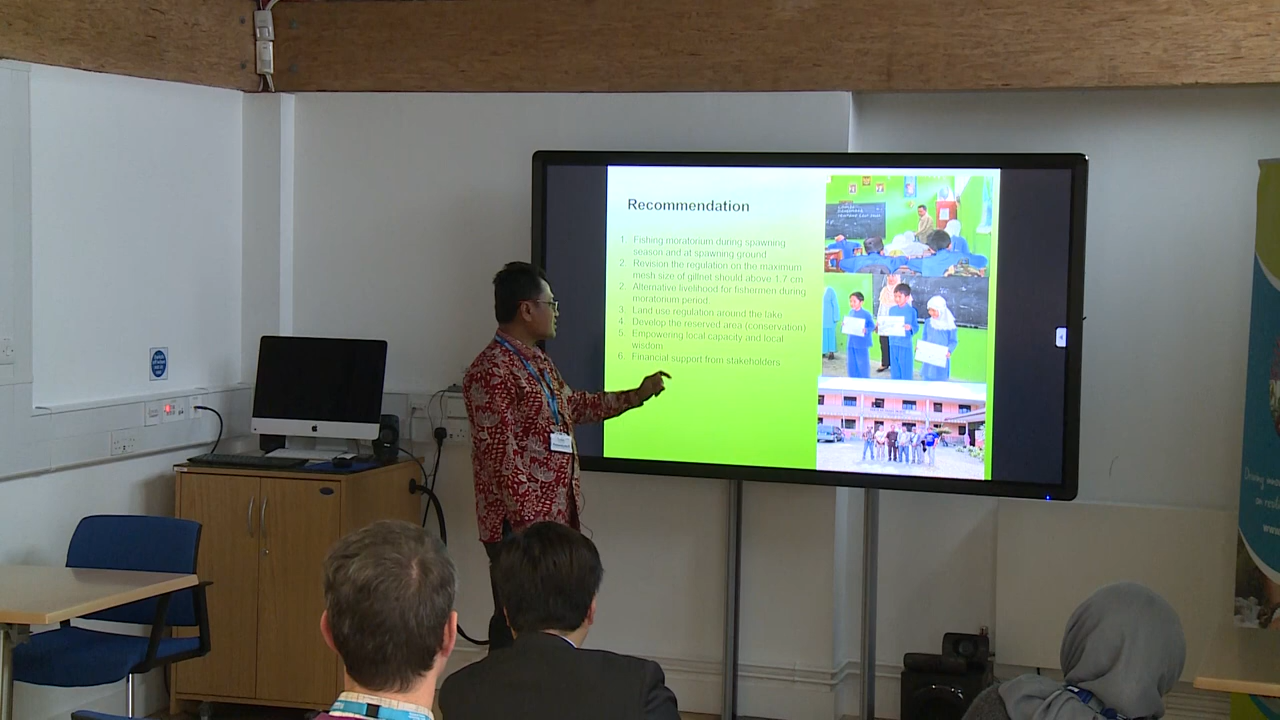 Recommendation
1. Fishing moratorium during spawning
season and at spawning ground
2. Revision the regulation on the maximum
mesh size of gillnet should above 1.7 cm
2. Alternative livelihood for fishermen during
moratorium period.
3. Land use regulation around the lake
4. Develop the reserved area (conservation)
5. Empowering local capacity and local
wisdom
6. Financial support from stakeholders